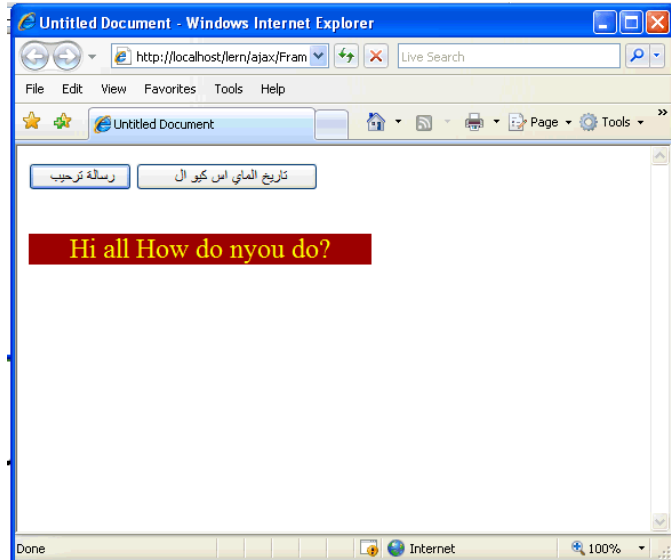 Untitled Document - Windows Internet Explorer
http://localhost/lern/ajax/Fram
Live Search
File Edit View Favorites Tools Help
Untitled Document
Page
Tools
»
رسالة ترحيب
تاريخ الماي اس كيو ال
Hi all How do nyou do?
Done
Internet
100%